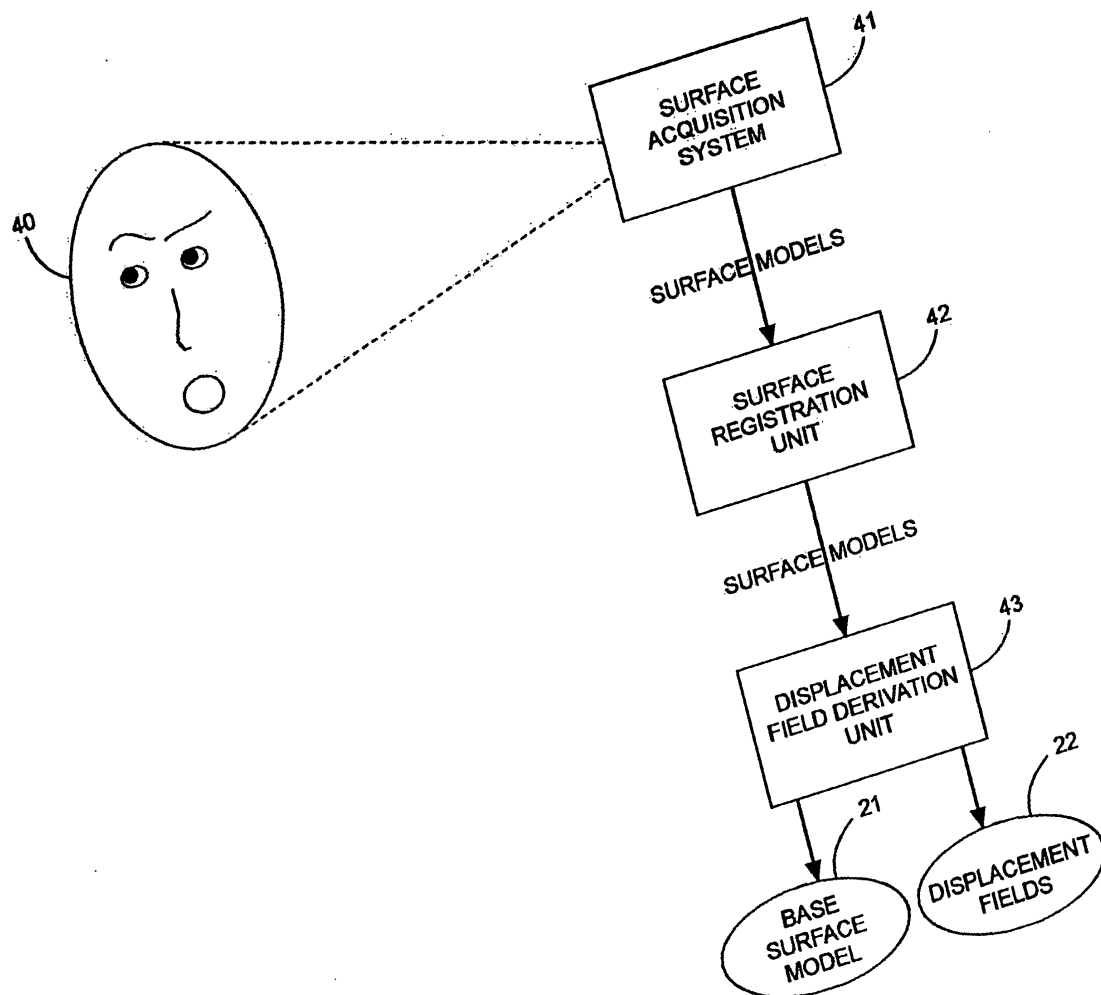 41
SURFACE
ACQUISITION
SYSTEM
40
SURFACE MODELS
42
SURFACE
REGISTRATION
UNIT
SURFACE MODELS
43
DISPLACEMENT
FIELD DERIVATION
UNIT
22
21
DISPLACEMENT
FIELDS
BASE
SURFACE
MODEL